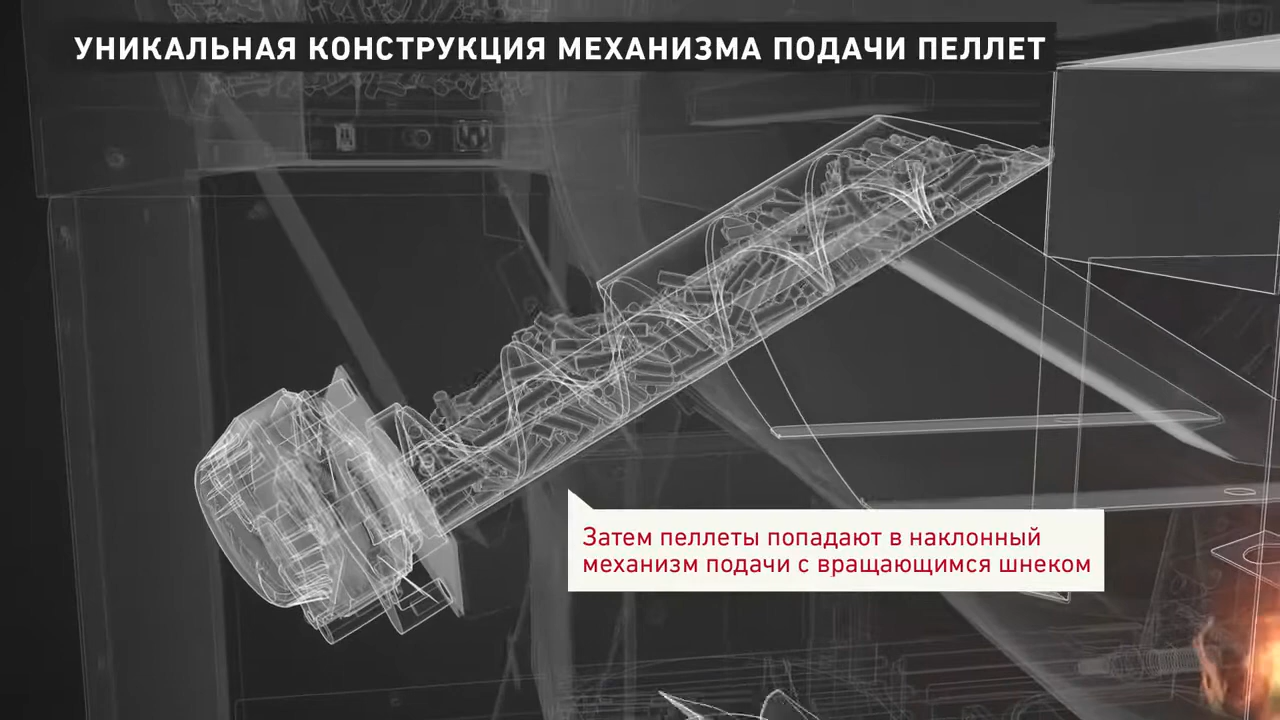 УНИКАЛЬНАЯ КОНСТРУКЦИЯ МЕХАНИЗМА ПОДАЧИ ПЕЛЛЕТ
Затем пеллеты попадают в наклонный
механизм подачи с вращающимся шнеком